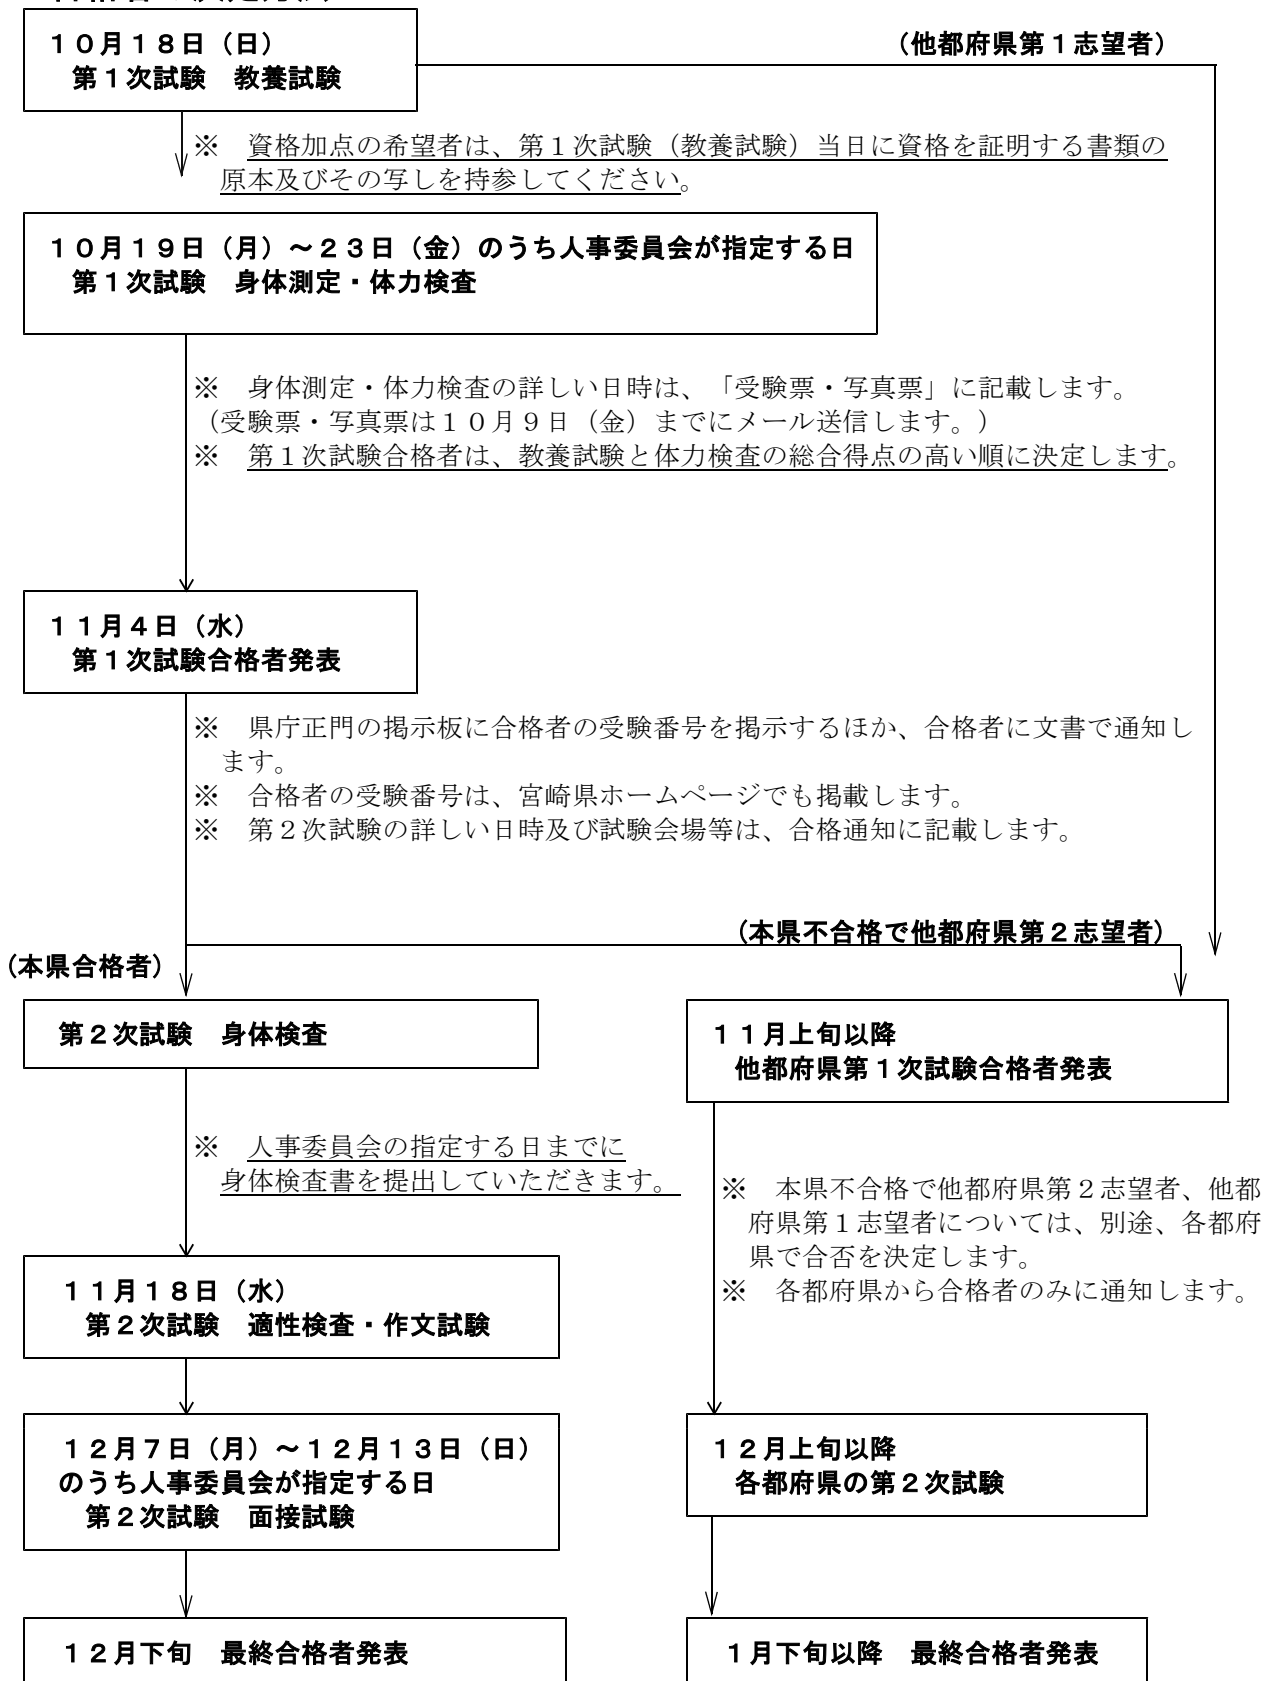 １０月１８日（日）
（他都府県第１志望者）
第１次試験　教養試験
※　資格加点の希望者は、第１次試験（教養試験）当日に資格を証明する書類の
原本及びその写しを持参してください。
１０月１９日（月）～２３日（金）のうち人事委員会が指定する日
第１次試験　身体測定・体力検査
※　身体測定・体力検査の詳しい日時は、「受験票・写真票」に記載します。
（受験票・写真票は１０月９日（金）までにメール送信します。）
※　第１次試験合格者は、教養試験と体力検査の総合得点の高い順に決定します。
１１月４日（水）
第１次試験合格者発表
※　県庁正門の掲示板に合格者の受験番号を掲示するほか、合格者に文書で通知し
ます。
※　合格者の受験番号は、宮崎県ホームページでも掲載します。
※　第２次試験の詳しい日時及び試験会場等は、合格通知に記載します。
（本県不合格で他都府県第２志望者）
（本県合格者）
第２次試験　身体検査
※　人事委員会の指定する日までに
身体検査書を提出していただきます。
１１月１８日（水）
第２次試験　適性検査・作文試験
１２月７日（月）～１２月１３日（日）
のうち人事委員会が指定する日
第２次試験　面接試験
１２月下旬　最終合格者発表
１１月上旬以降
他都府県第１次試験合格者発表
※　本県不合格で他都府県第２志望者、他都
府県第１志望者については、別途、各都府
県で合否を決定します。
※　各都府県から合格者のみに通知します。
１２月上旬以降
各都府県の第２次試験
１月下旬以降　最終合格者発表